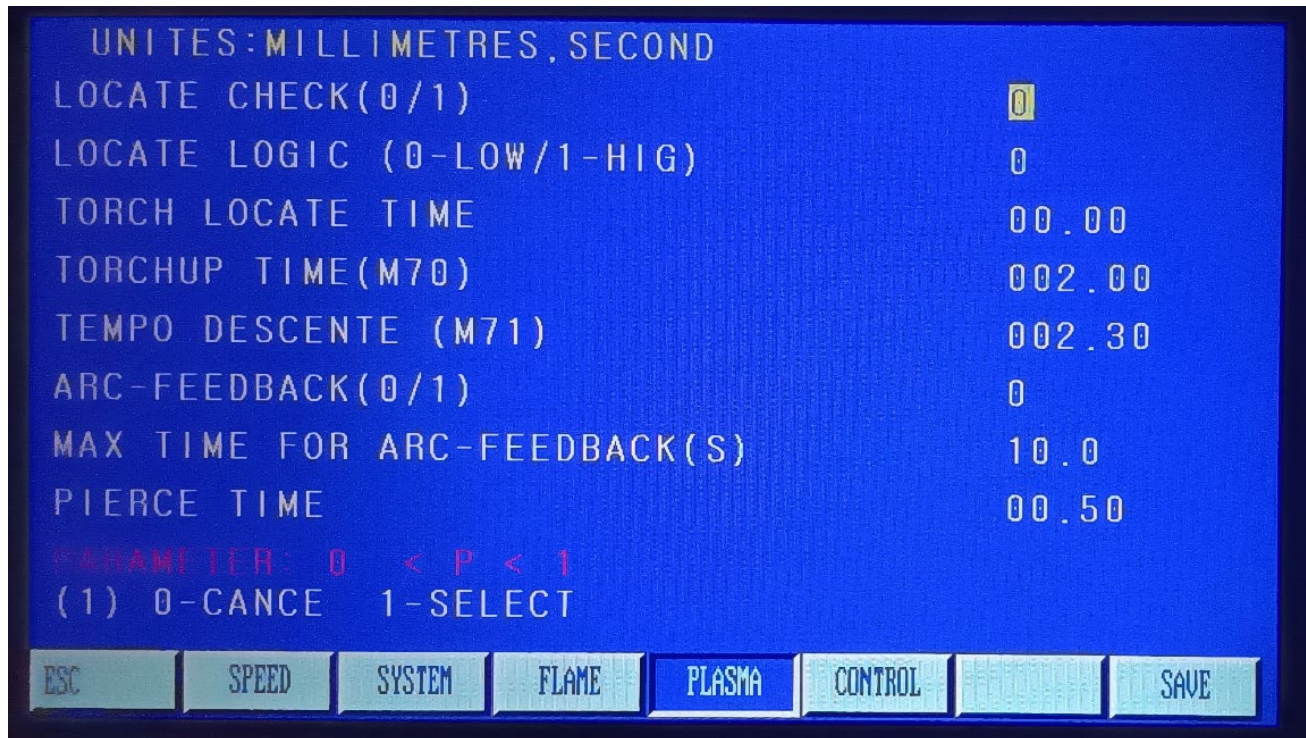 UNITES:MILLIMETRES,SECOND
LOCATE CHECK(0/1) 0
LOCATE LOGIC (0-LOW/1-HIG) 0
TORCH LOCATE TIME 00.00
TORCHUP TIME(M70) 002.00
TEMPO DESCENTE (M71) 002.30
ARC-FEEDBACK(0/1) 0
MAX TIME FOR ARC-FEEDBACK(S) 10.0
PIERCE TIME 00.50
PARAMETER: 0 < P < 1
(1) 0-CANCE 1-SELECT
ESC SPEED SYSTEM FLAME PLASMA CONTROL SAVE